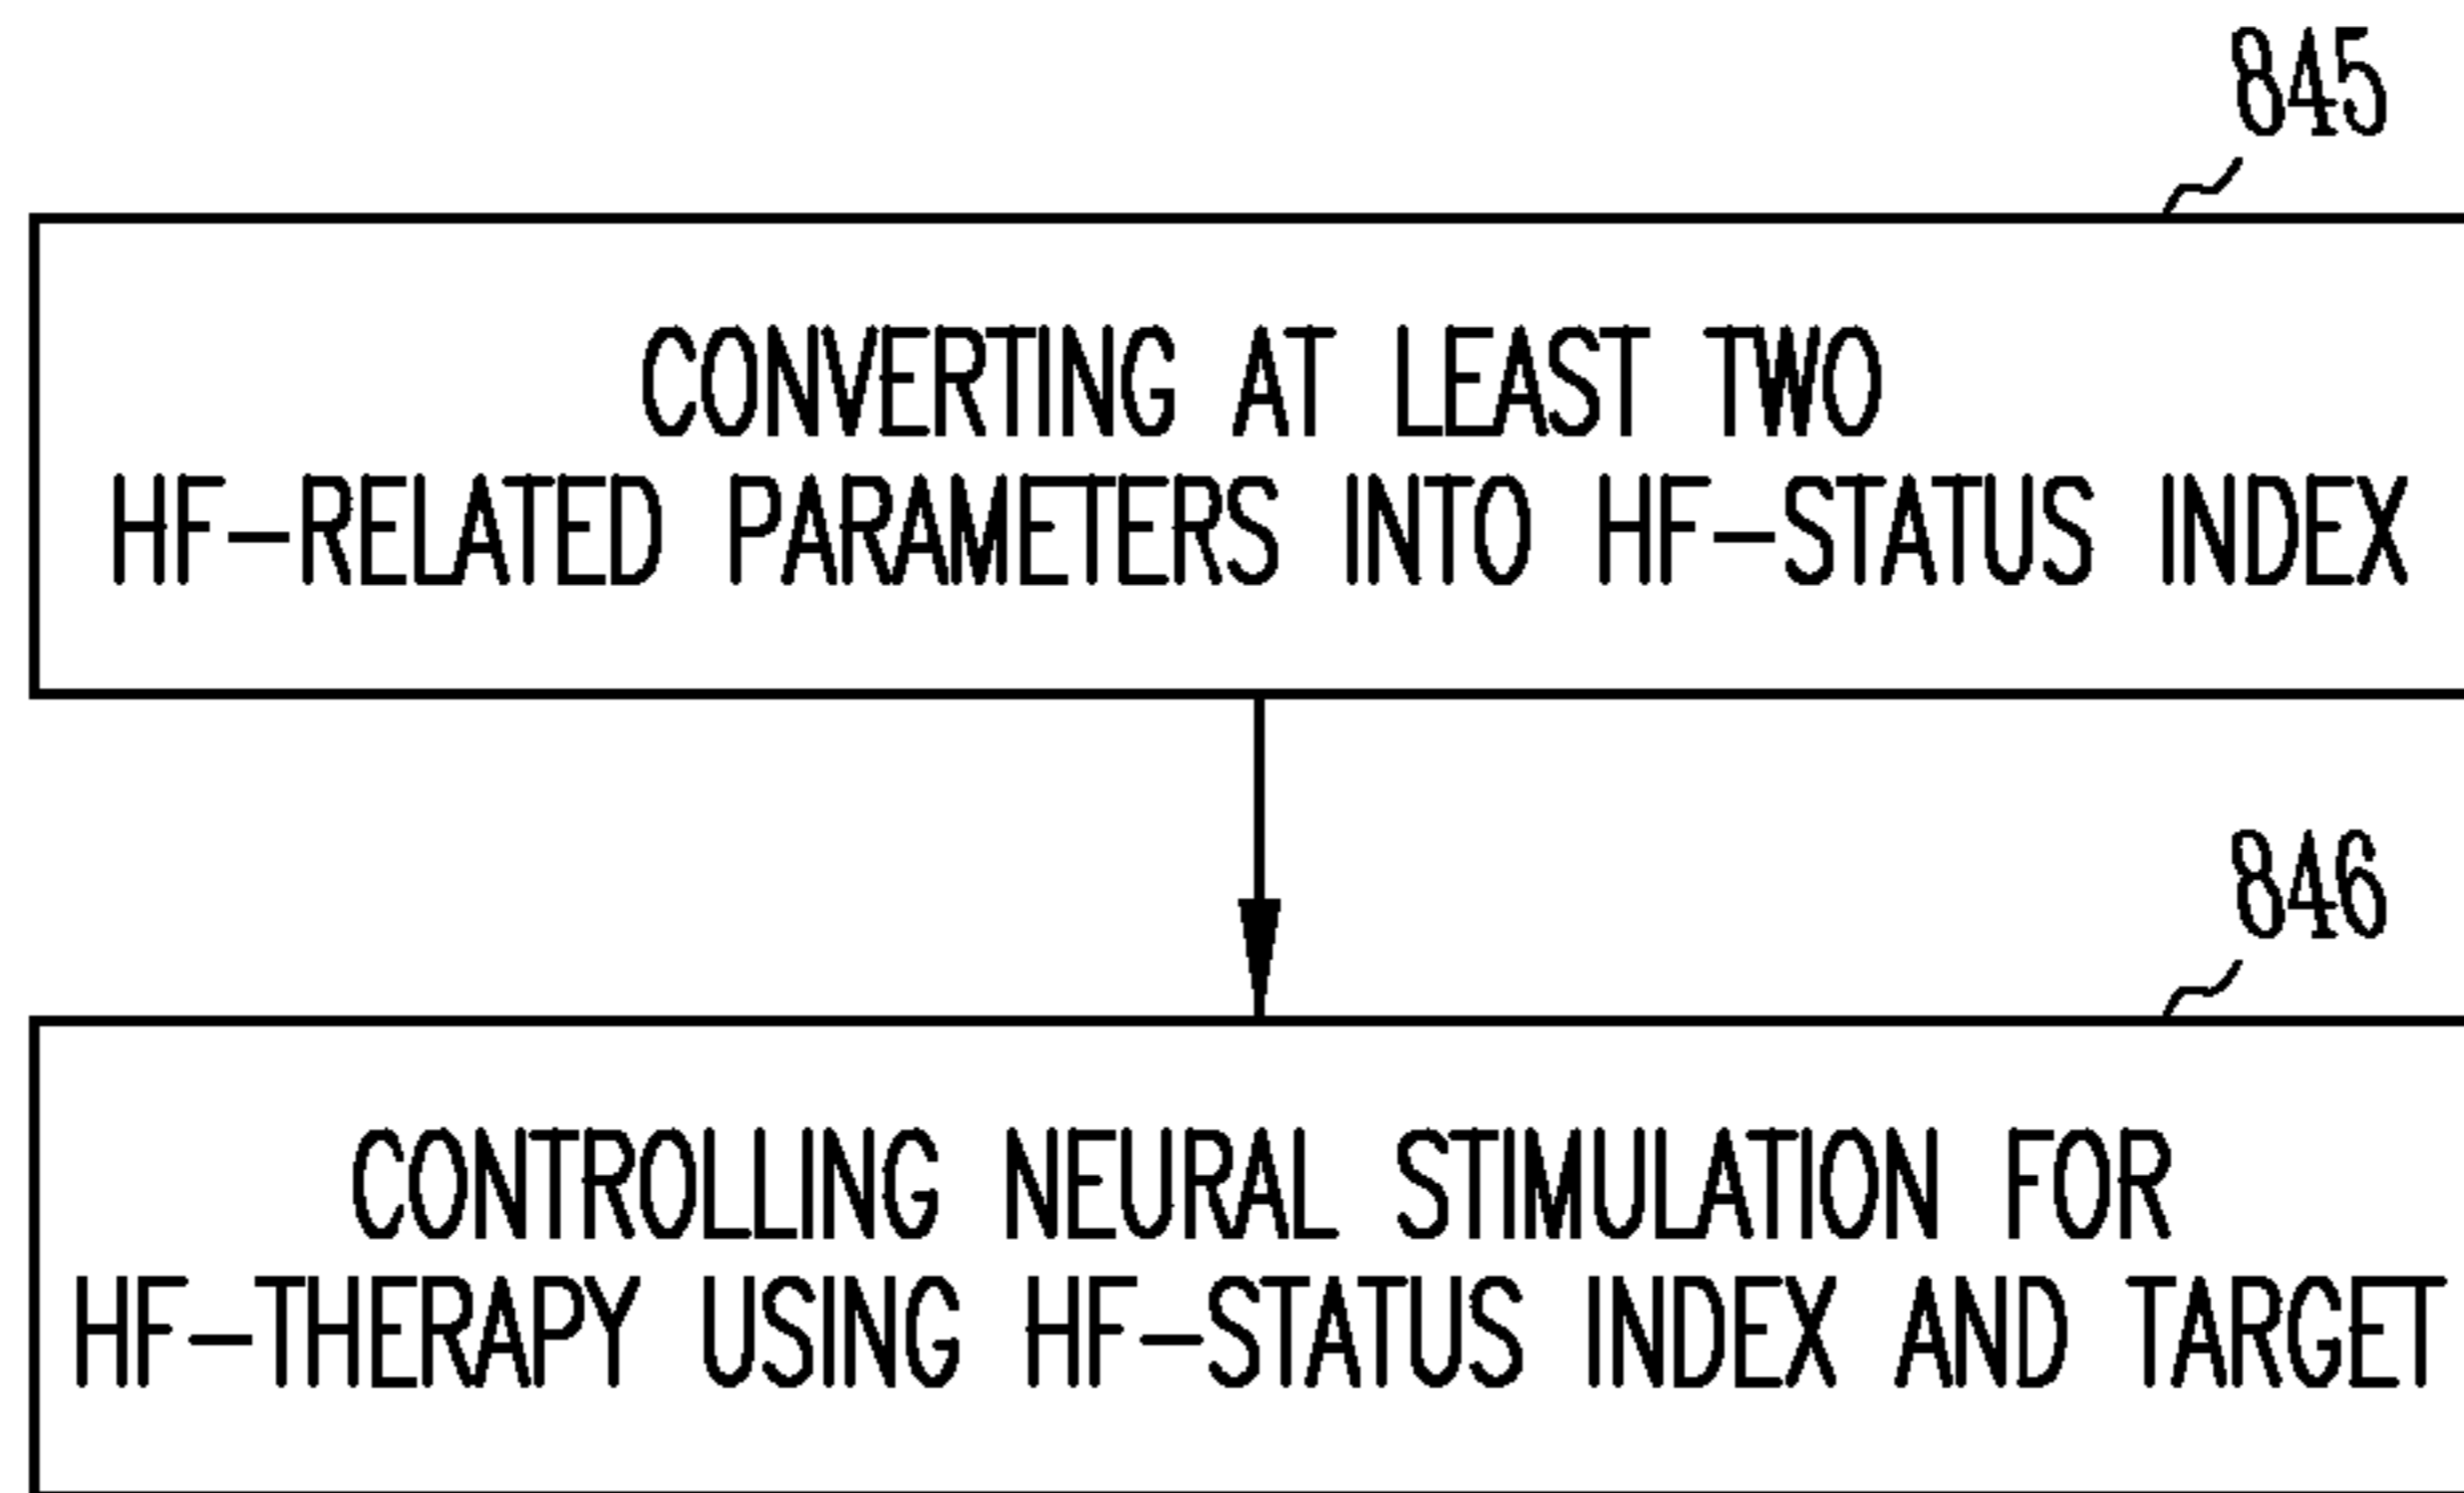 845
CONVERTING AT LEAST TWO
HF-RELATED PARAMETERS INTO HF-STATUS INDEX
846
CONTROLLING NEURAL STIMULATION FOR
HF-THERAPY USING HF-STATUS INDEX AND TARGET